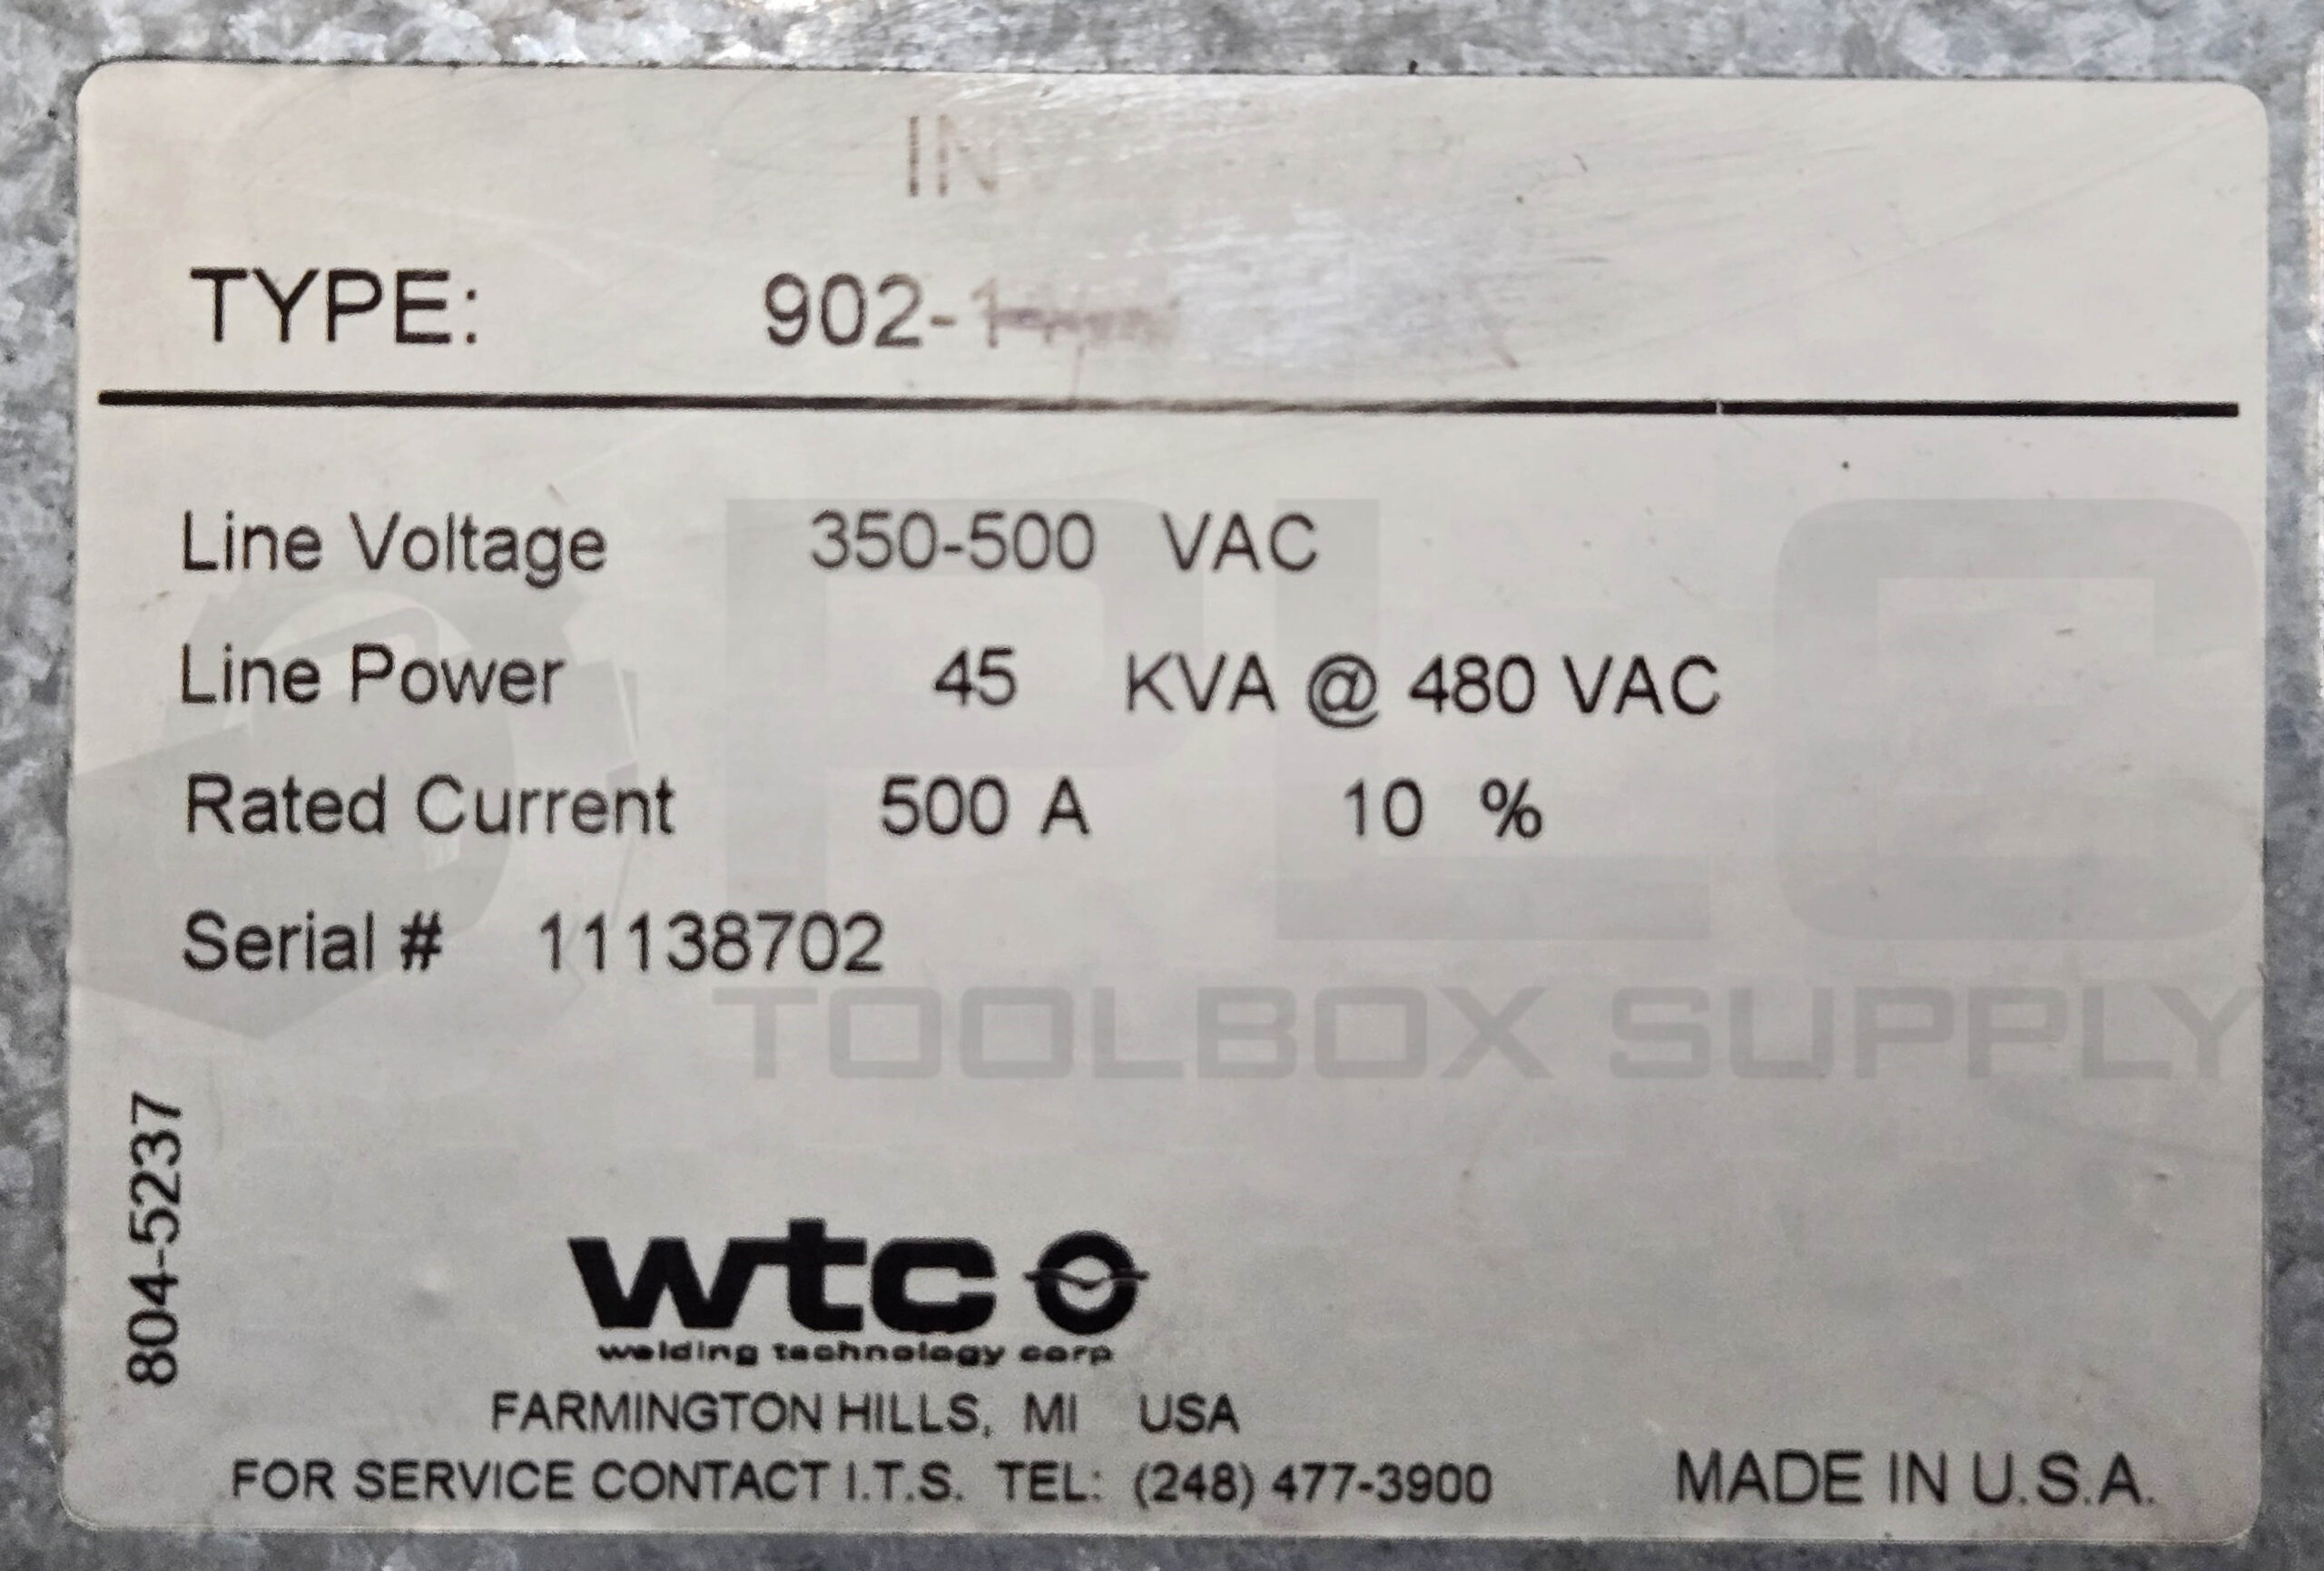 TYPE: 902-1
Line Voltage 350-500 VAC
Line Power 45 KVA @ 480 VAC
Rated Current 500 A 10 %
Serial # 11138702
PLC
TOOLBOX SUPPLY
804-5237
wtc
welding technology corp
FARMINGTON HILLS, MI USA
FOR SERVICE CONTACT I.T.S. TEL: (248) 477-3900
MADE IN U.S.A.